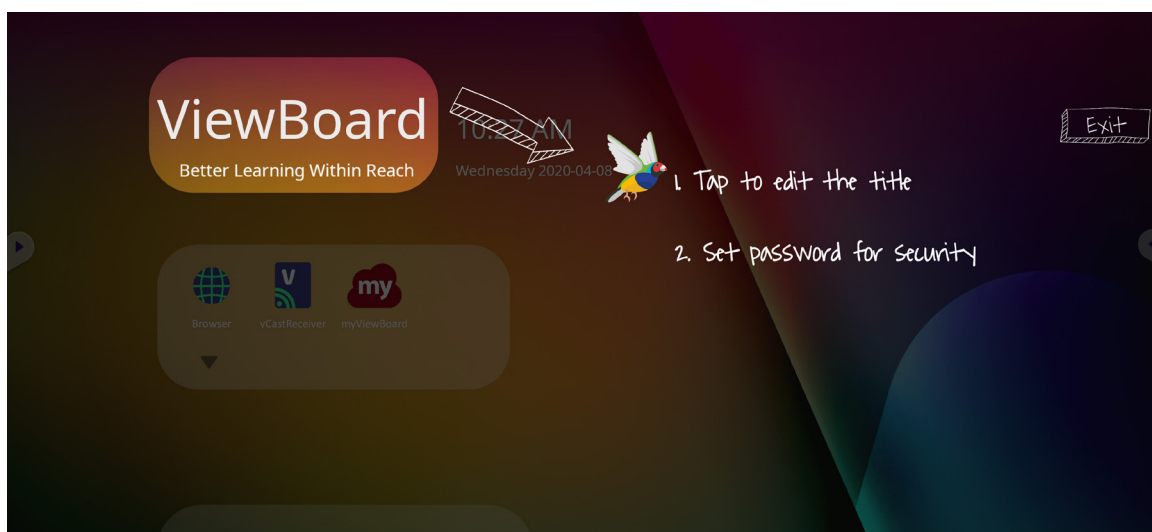 ViewBoard
Better Learning Within Reach
10:27 AM
Wednesday 2020-04-08
Exit
1. Tap to edit the title
2. Set password for security
V
my
Browser
vCastReceiver
myViewBoard